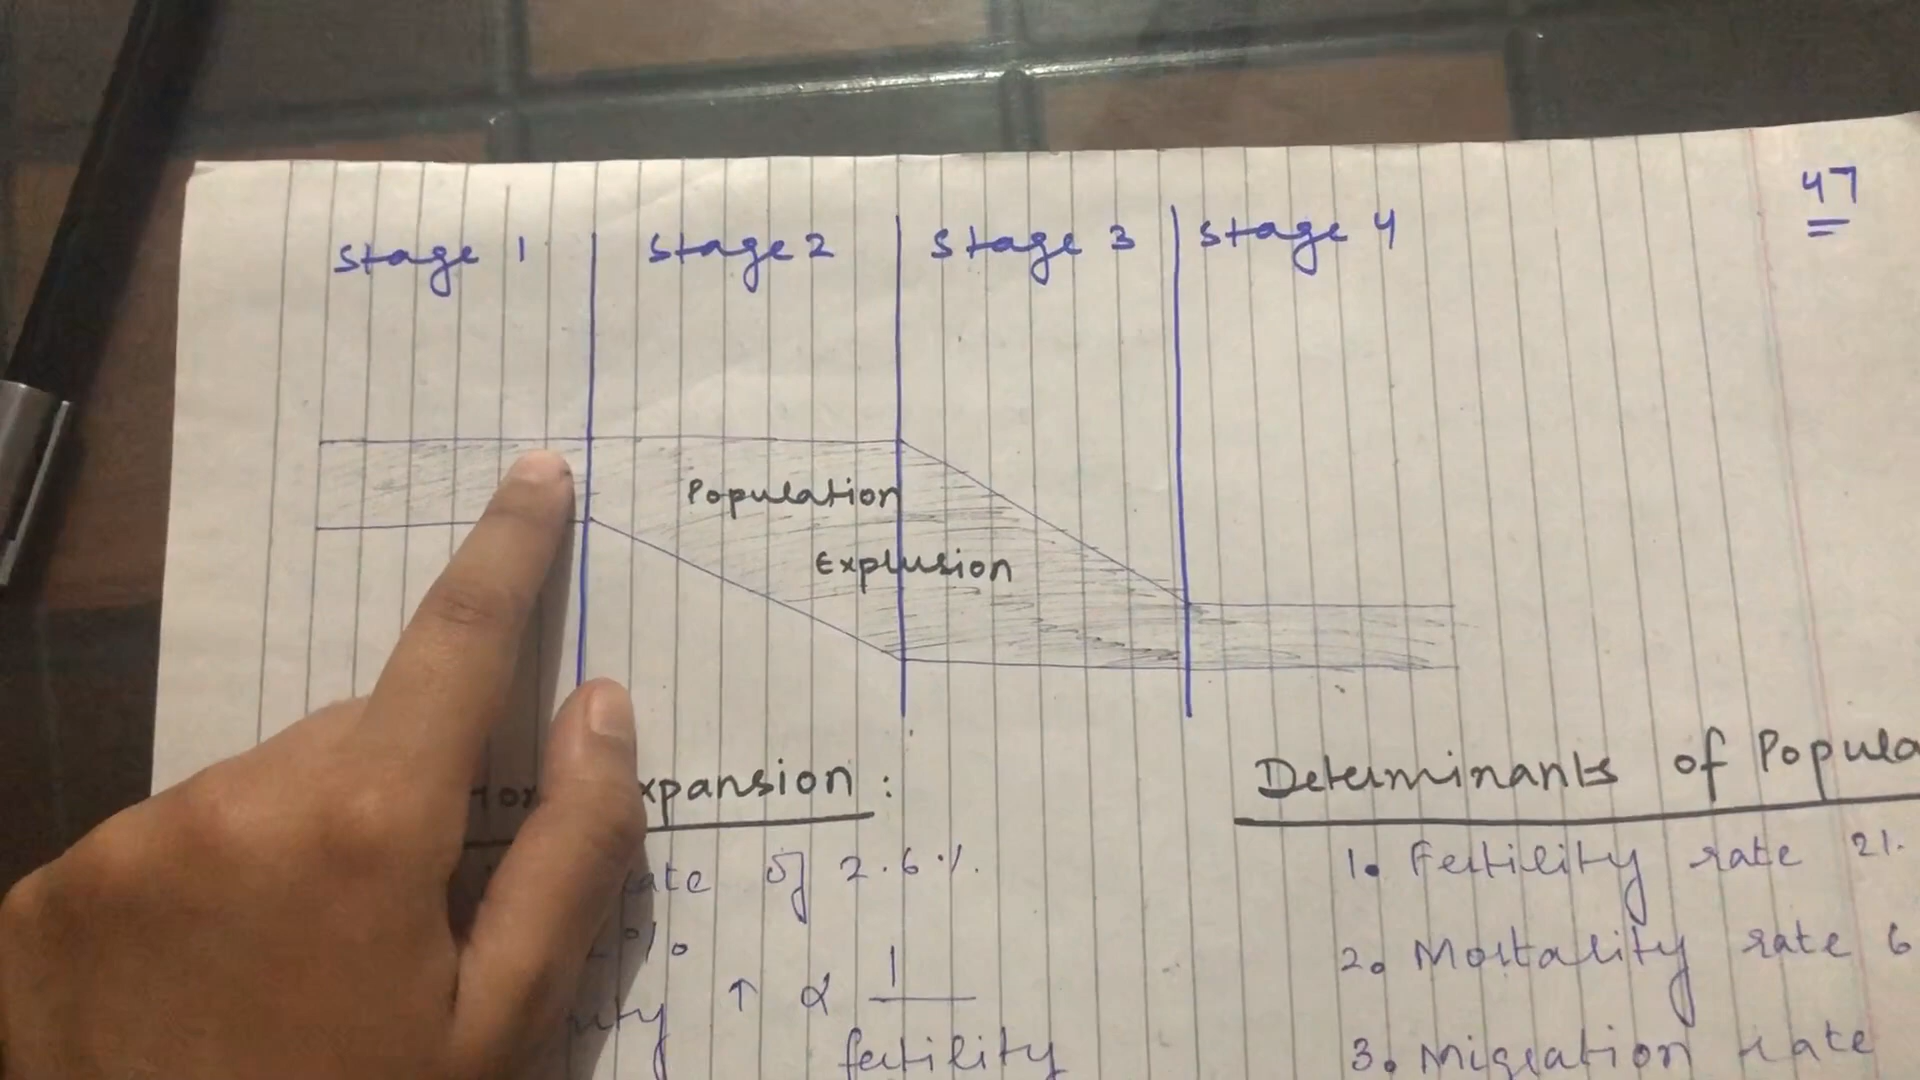 47
Stage 1 Stage 2 Stage 3 Stage 4
Population
Explusion
xpansion :
Determinants of Popula
ate of 2.6%.
1. Fertility rate 21.
%
2. Mortality rate 6
↑ α 1
fertility
3. Migration rate